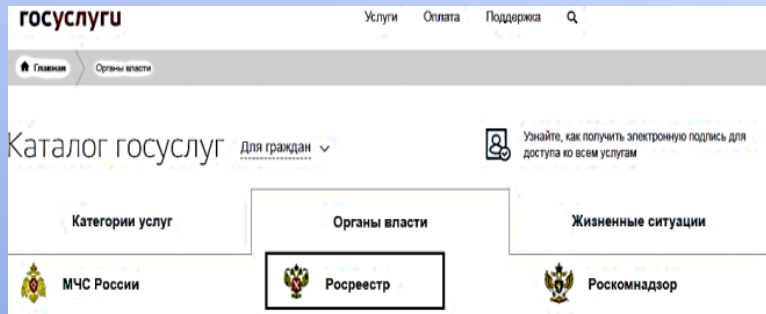 госуслуги
Услуги Оплата Поддержка
Главная Органы власти
Каталог госуслуг Для граждан
Узнайте, как получить электронную подпись для
доступа ко всем услугам
Категории услуг Органы власти Жизненные ситуации
МЧС России Росреестр Роскомнадзор